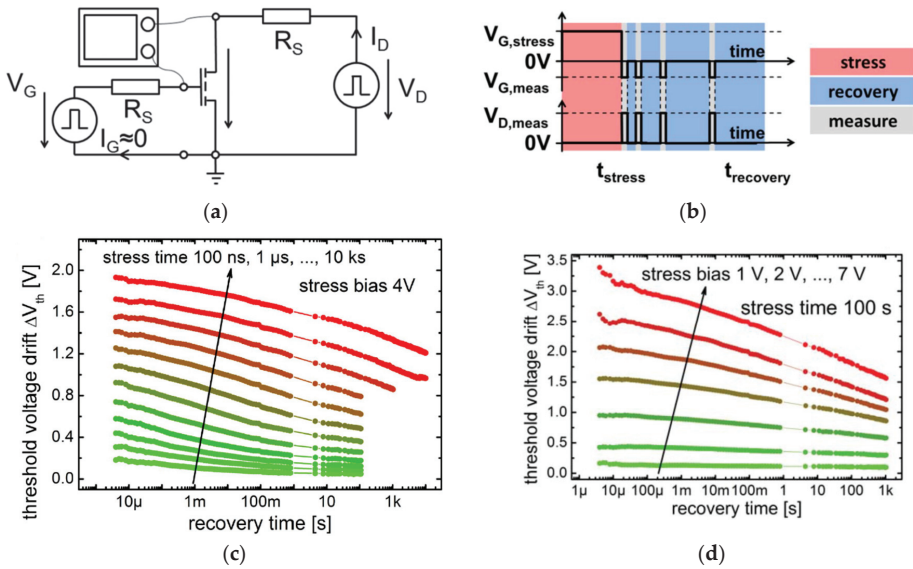 (a)
V_G
R_S
I_G≈0
R_S
I_D
V_D
(b)
V_G,stress
0V
V_G,meas
V_D,meas
0V
time
time
t_stress
t_recovery
stress
recovery
measure
stress time 100 ns, 1 µs, ..., 10 ks
stress bias 4V
threshold voltage drift ΔV_th [V]
2.0
1.6
1.2
0.8
0.4
0.0
10µ 1m 100m 10 1k
recovery time [s]
(c)
stress bias 1 V, 2 V, ..., 7 V
stress time 100 s
threshold voltage drift ΔV_th [V]
3.5
3.0
2.5
2.0
1.5
1.0
0.5
0.0
1µ 10µ 100µ 1m 10m 100m 1 10 100 1k
recovery time [s]
(d)